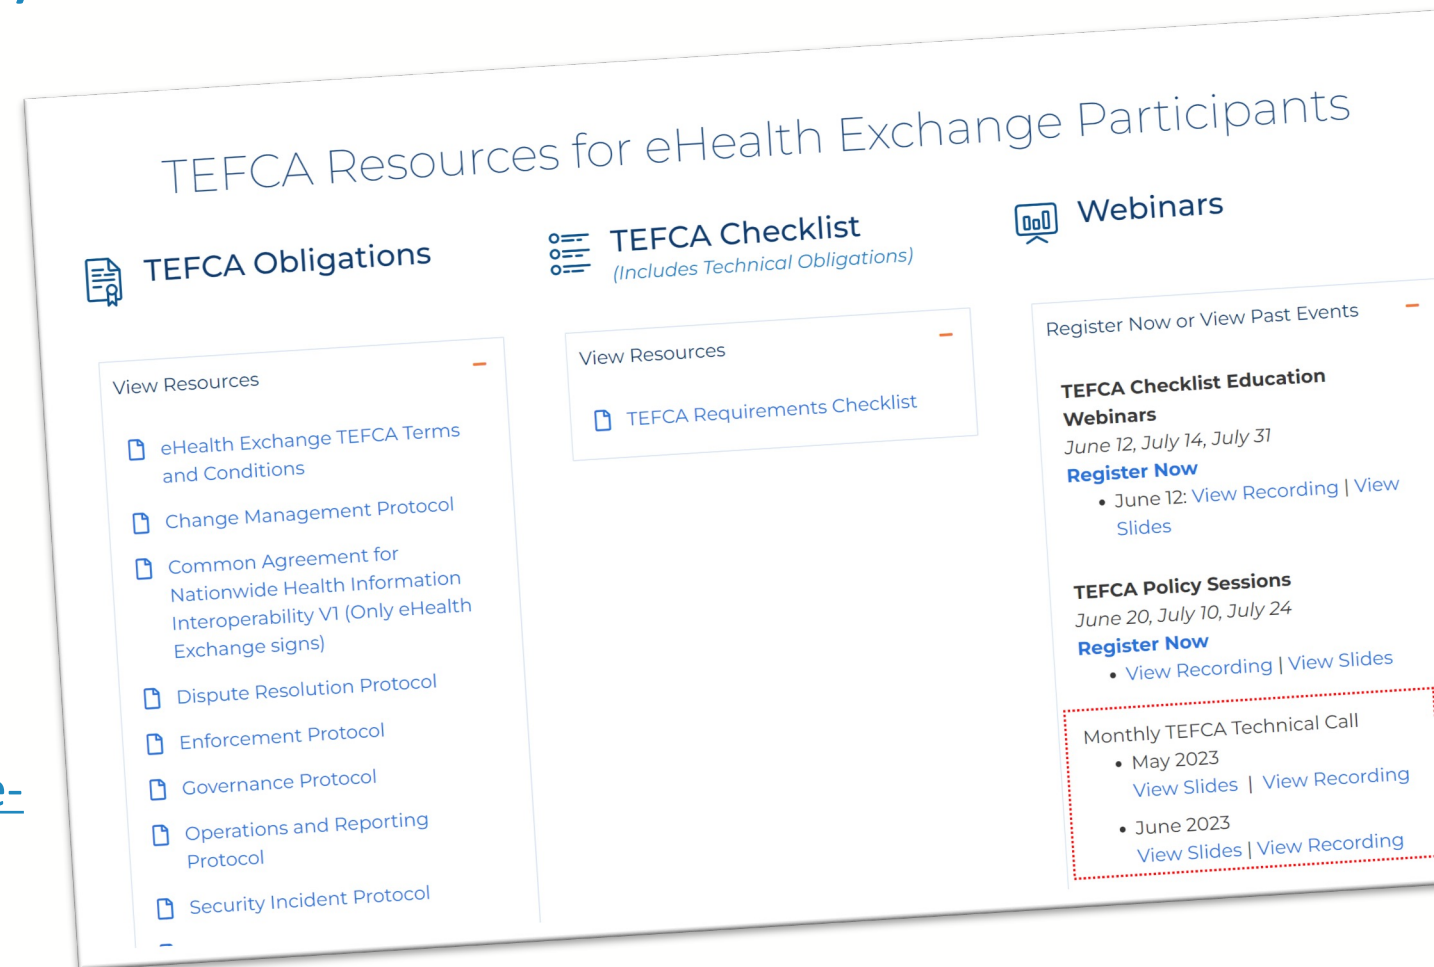 TEFCA Resources for eHealth Exchange Participants
TEFCA Obligations
View Resources
eHealth Exchange TEFCA Terms
and Conditions
Change Management Protocol
Common Agreement for
Nationwide Health Information
Interoperability V1 (Only eHealth
Exchange signs)
Dispute Resolution Protocol
Enforcement Protocol
Governance Protocol
Operations and Reporting
Protocol
Security Incident Protocol
TEFCA Checklist
(Includes Technical Obligations)
View Resources
TEFCA Requirements Checklist
Webinars
Register Now or View Past Events
TEFCA Checklist Education
Webinars
June 12, July 14, July 31
Register Now
• June 12: View Recording | View
Slides
TEFCA Policy Sessions
June 20, July 10, July 24
Register Now
• View Recording | View Slides
Monthly TEFCA Technical Call
• May 2023
View Slides | View Recording
• June 2023
View Slides | View Recording